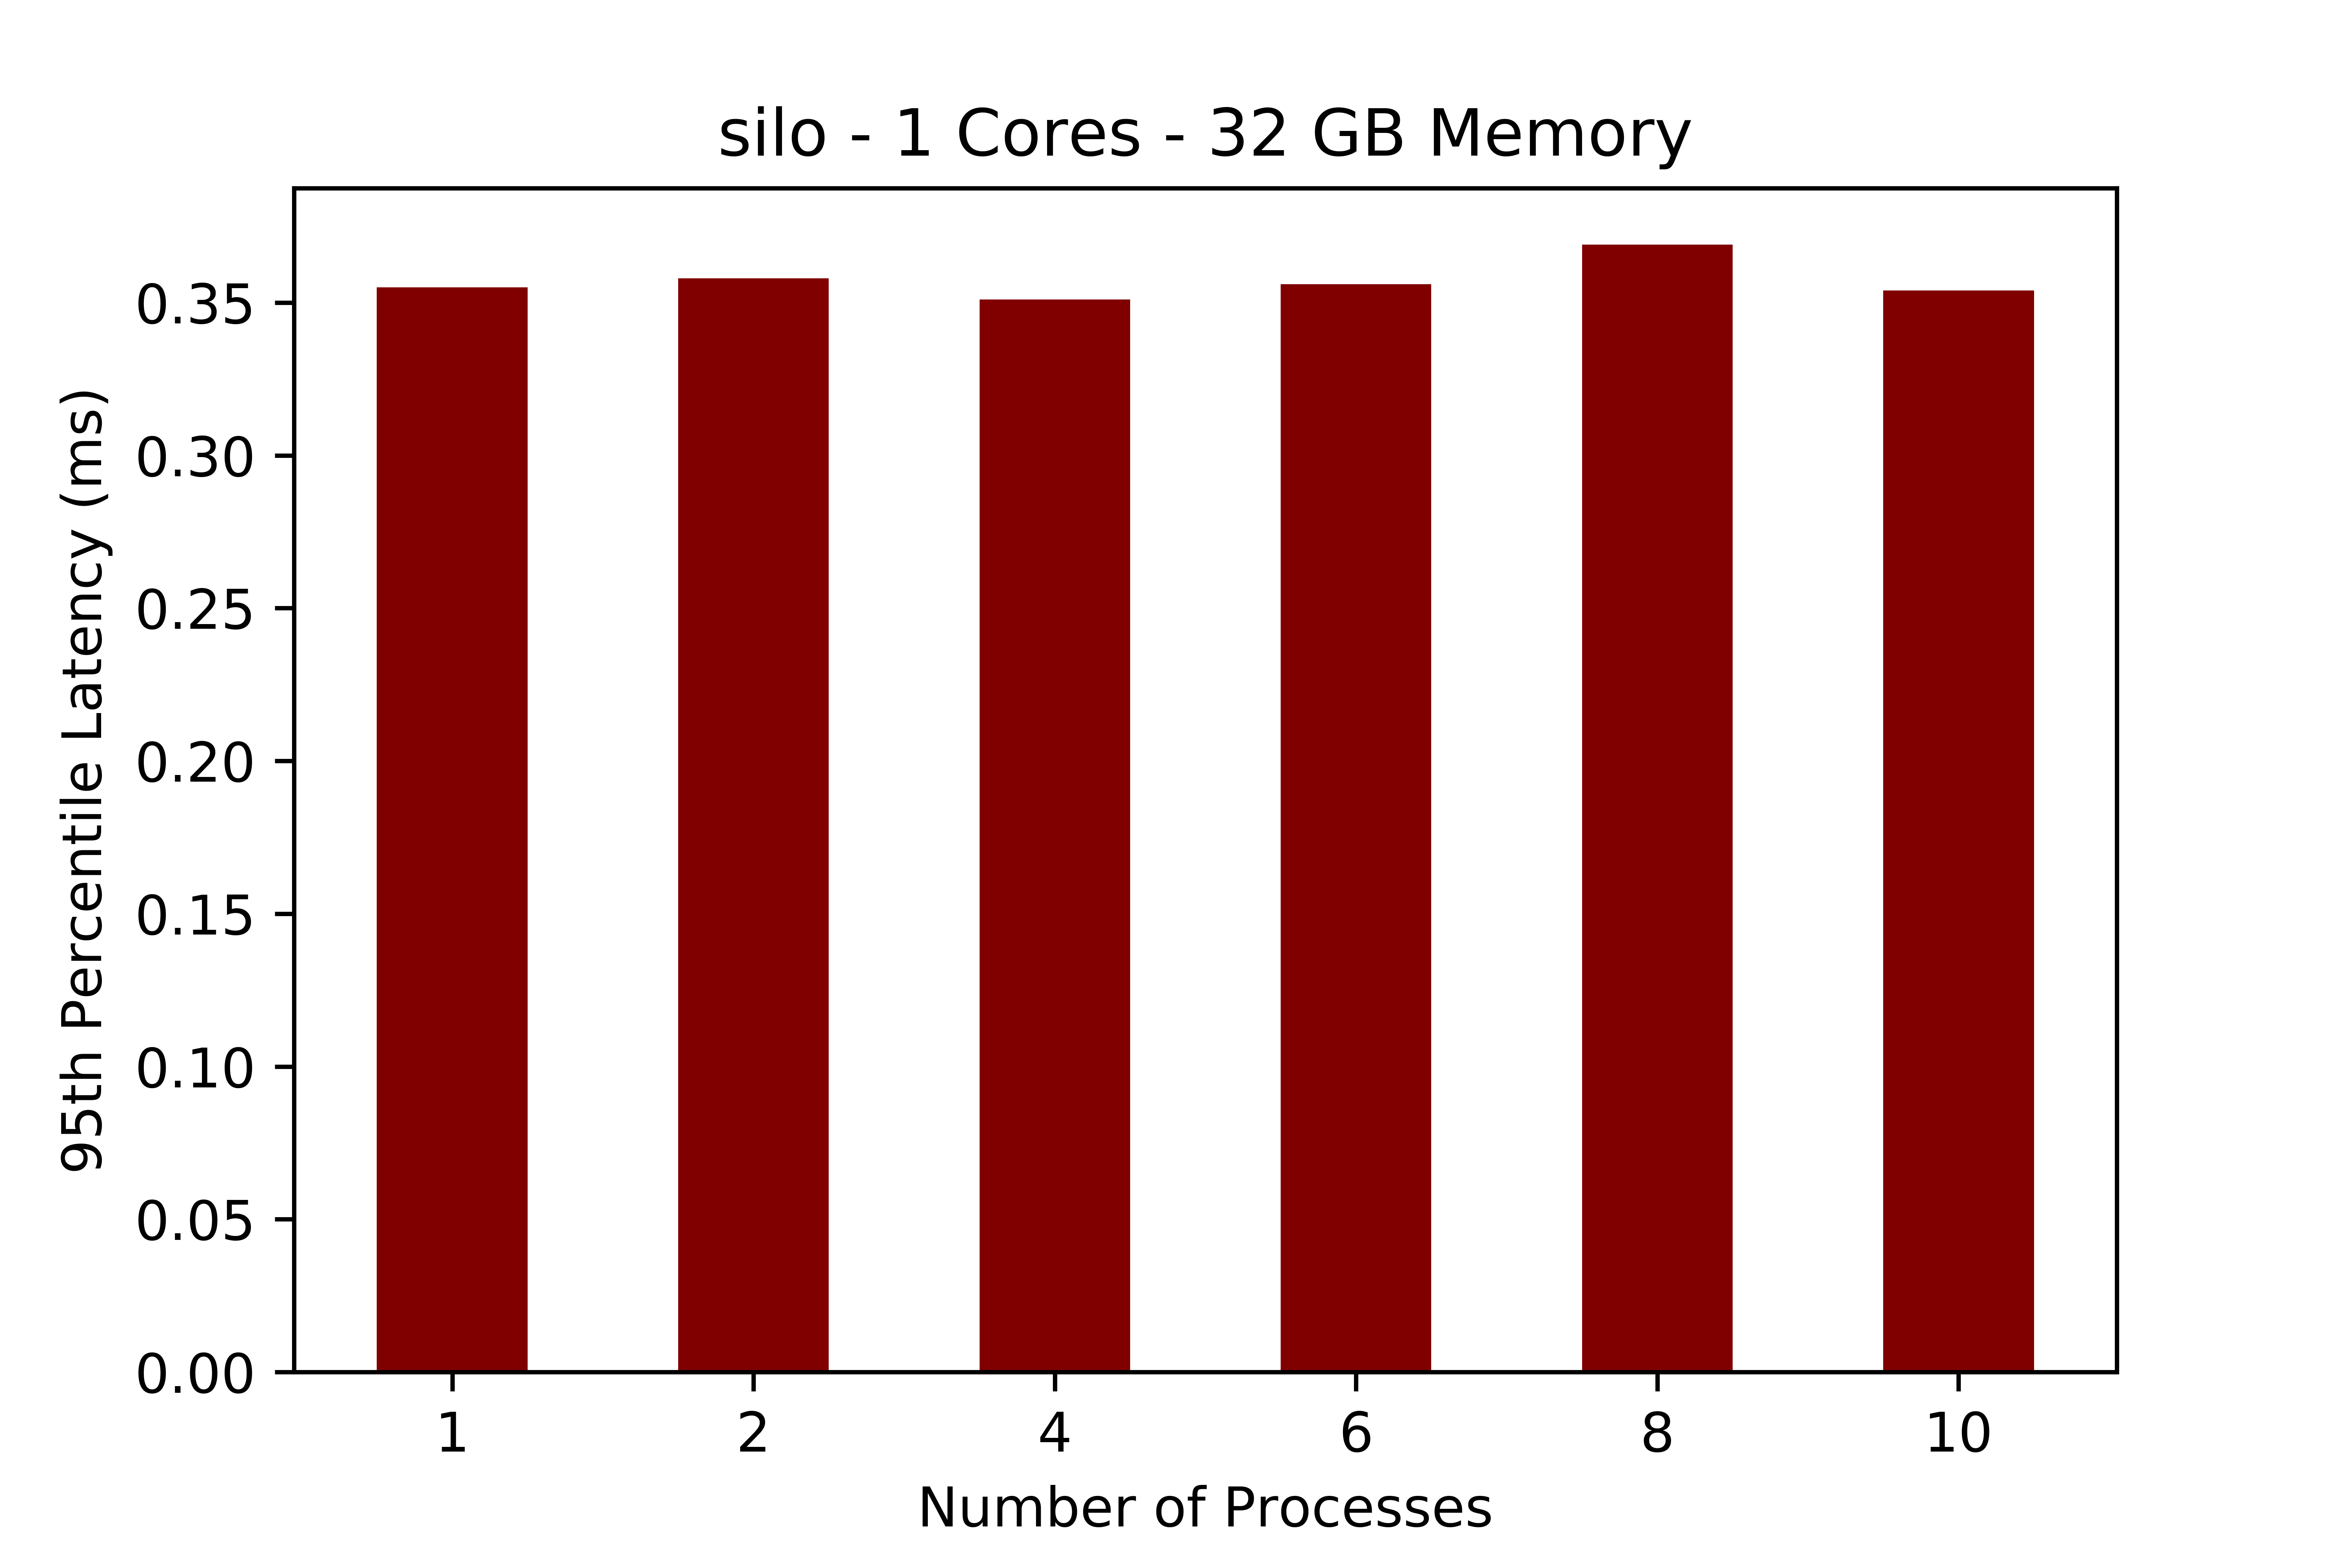 silo - 1 Cores - 32 GB Memory
95th Percentile Latency (ms)
0.35
0.30
0.25
0.20
0.15
0.10
0.05
0.00
1 2 4 6 8 10
Number of Processes